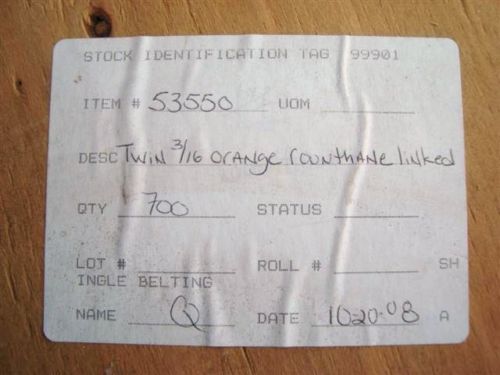 STOCK IDENTIFICATION TAG 99901
ITEM # 53550 UOM
DESC Twin 3/16 orange rounthane linked
QTY 700 STATUS
LOT # ROLL # SH
INGLE BELTING
NAME Q DATE 10-20-08 A